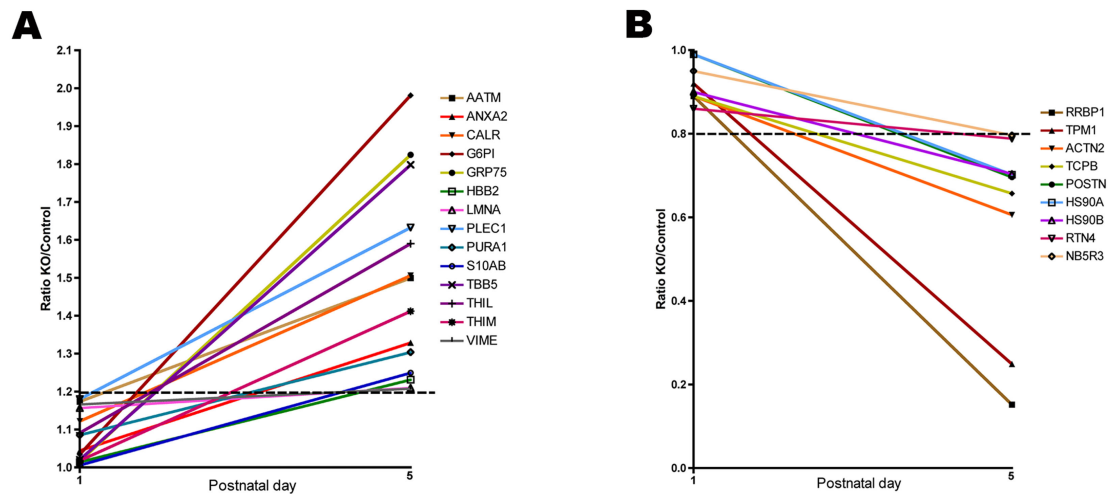 A
2.1
2.0
1.9
1.8
1.7
1.6
1.5
1.4
1.3
1.2
1.1
1.0
Ratio KO/Control
1
5
Postnatal day
AATM
ANXA2
CALR
G6PI
GRP75
HBB2
LMNA
PLEC1
PURA1
S10AB
TBB5
THIL
THIM
VIME
B
1.0
0.8
0.6
0.4
0.2
0.0
Ratio KO/Control
1
5
Postnatal day
RRBP1
TPM1
ACTN2
TCPB
POSTN
HS90A
HS90B
RTN4
NB5R3